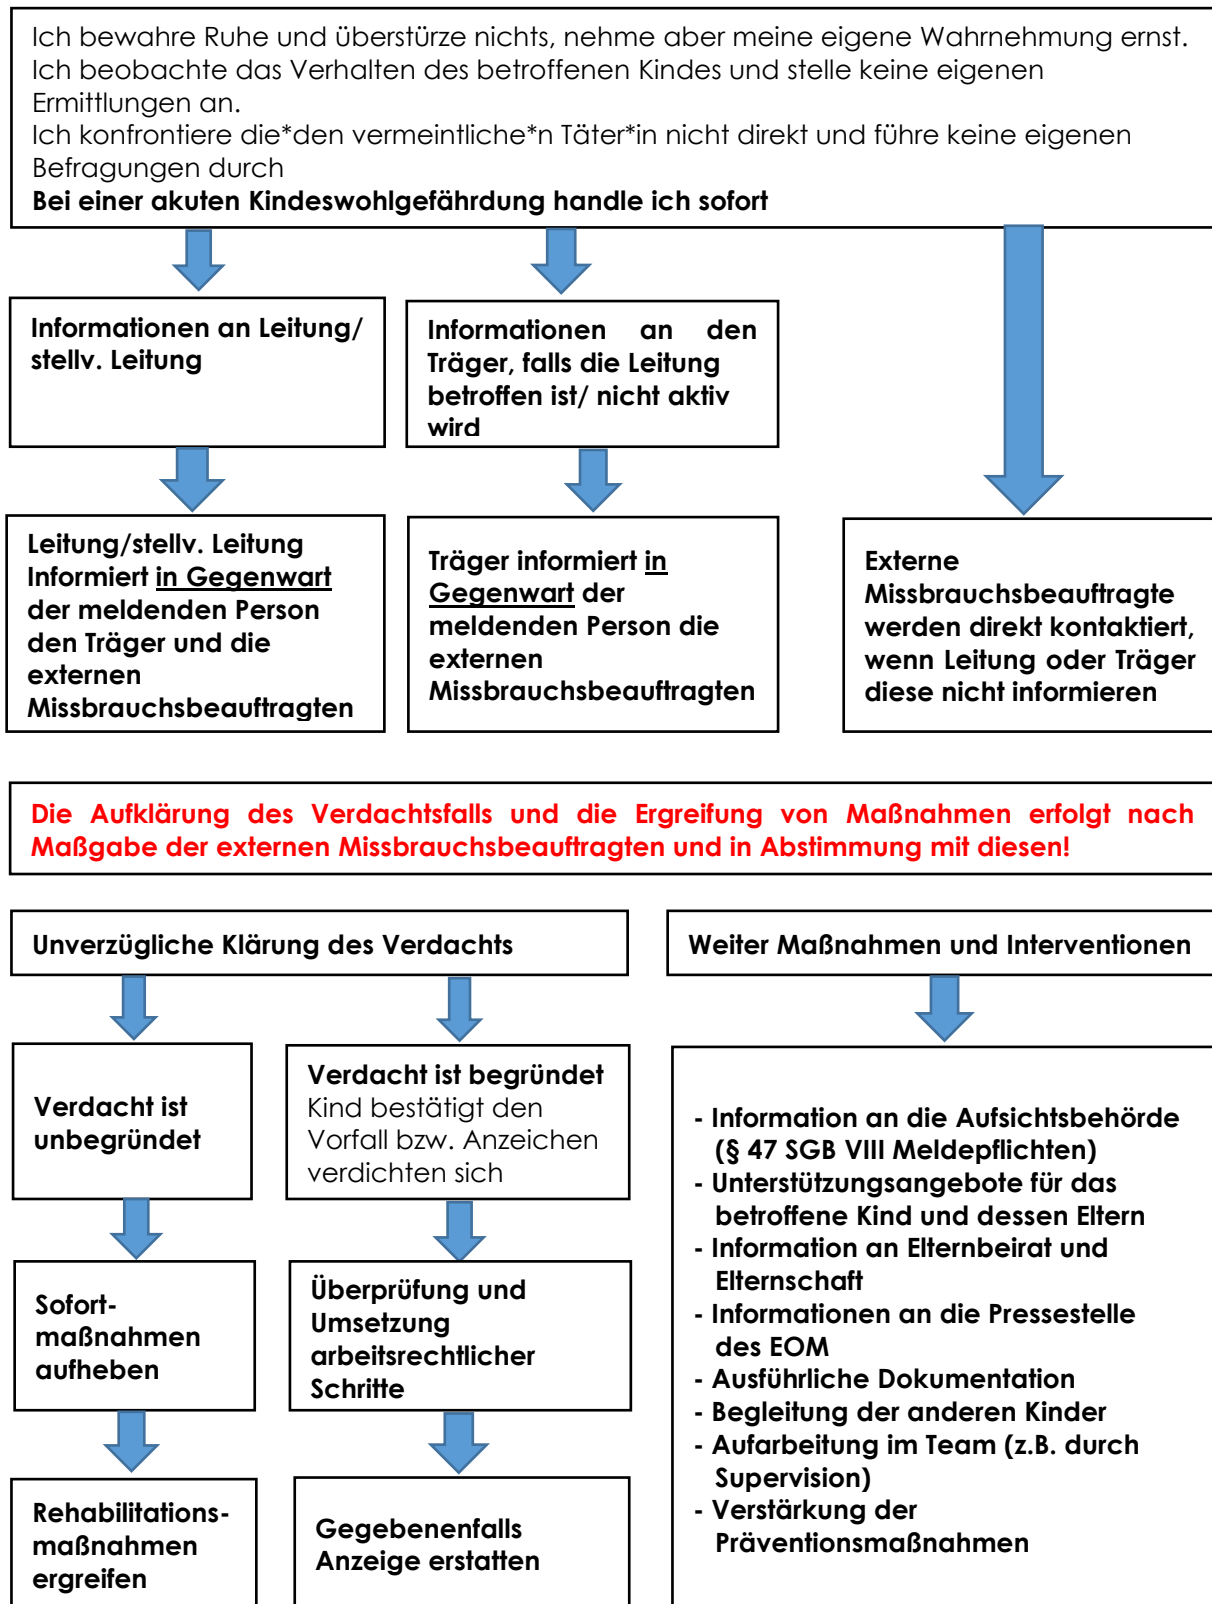 Ich bewahre Ruhe und überstürze nichts, nehme aber meine eigene Wahrnehmung ernst.
Ich beobachte das Verhalten des betroffenen Kindes und stelle keine eigenen
Ermittlungen an.
Ich konfrontiere die*den vermeintliche*n Täter*in nicht direkt und führe keine eigenen
Befragungen durch
Bei einer akuten Kindeswohlgefährdung handle ich sofort
Informationen an Leitung/
stellv. Leitung
Informationen an den
Träger, falls die Leitung
betroffen ist/ nicht aktiv
wird
Leitung/stellv. Leitung
Informiert in Gegenwart
der meldenden Person
den Träger und die
externen
Missbrauchsbeauftragten
Träger informiert in
Gegenwart der
meldenden Person die
externen
Missbrauchsbeauftragten
Externe
Missbrauchsbeauftragte
werden direkt kontaktiert,
wenn Leitung oder Träger
diese nicht informieren
Die Aufklärung des Verdachtsfalls und die Ergreifung von Maßnahmen erfolgt nach
Maßgabe der externen Missbrauchsbeauftragten und in Abstimmung mit diesen!
Unverzügliche Klärung des Verdachts
Verdacht ist
unbegründet
Sofort-
maßnahmen
aufheben
Rehabilitations-
maßnahmen
ergreifen
Verdacht ist begründet
Kind bestätigt den
Vorfall bzw. Anzeichen
verdichten sich
Überprüfung und
Umsetzung
arbeitsrechtlicher
Schritte
Gegebenenfalls
Anzeige erstatten
Weiter Maßnahmen und Interventionen
- Information an die Aufsichtsbehörde
(§ 47 SGB VIII Meldepflichten)
- Unterstützungsangebote für das
betroffene Kind und dessen Eltern
- Information an Elternbeirat und
Elternschaft
- Informationen an die Pressestelle
des EOM
- Ausführliche Dokumentation
- Begleitung der anderen Kinder
- Aufarbeitung im Team (z.B. durch
Supervision)
- Verstärkung der
Präventionsmaßnahmen